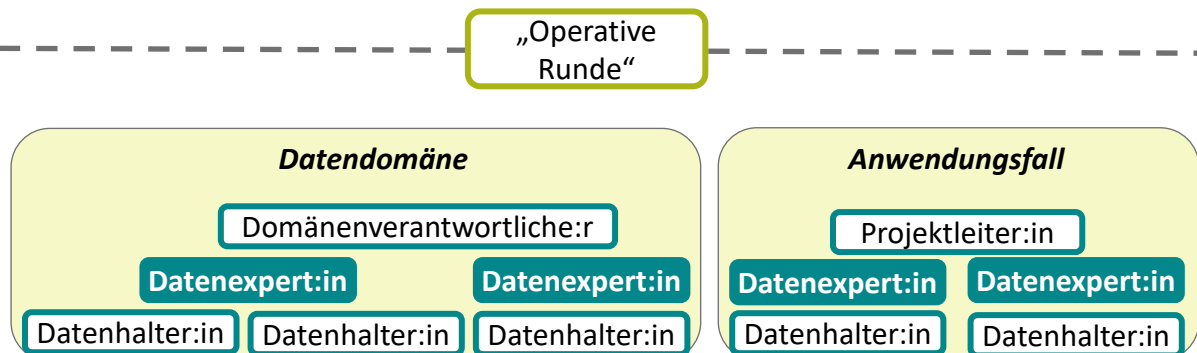 „Operative
Runde“
Datendomäne
Anwendungsfall
Domänenverantwortliche:r
Projektleiter:in
Datenexpert:in
Datenexpert:in
Datenexpert:in
Datenexpert:in
Datenhalter:in
Datenhalter:in
Datenhalter:in
Datenhalter:in
Datenhalter:in